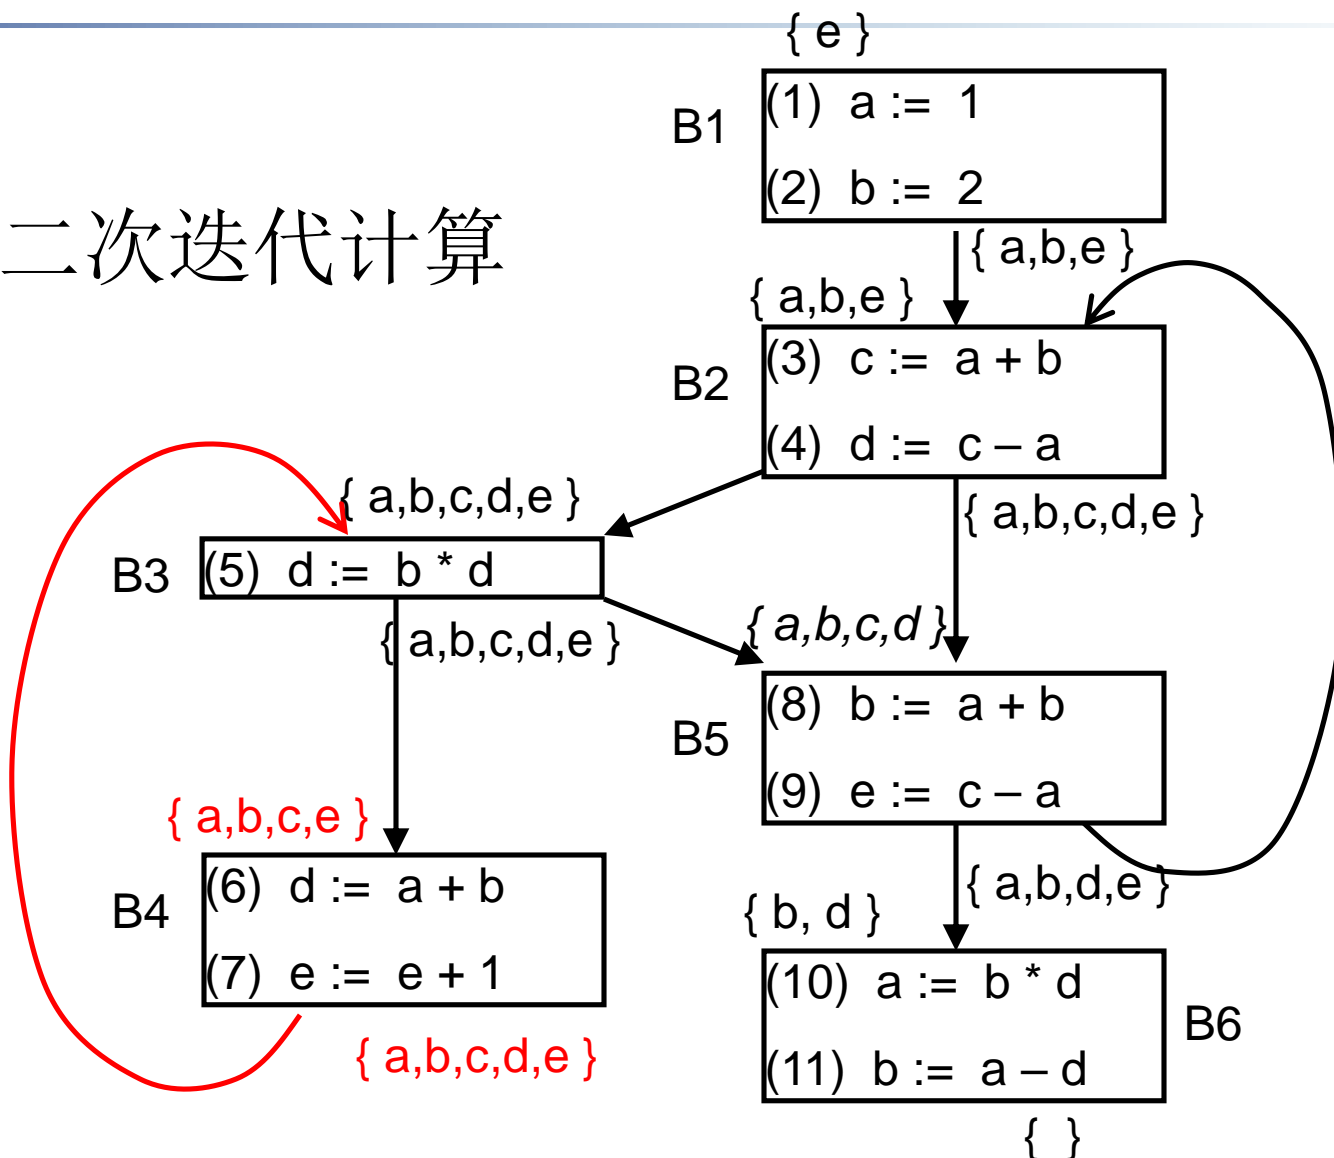 { e }
B1
(1) a := 1
(2) b := 2
二次迭代计算
{ a,b,e }
{ a,b,e }
B2
(3) c := a + b
(4) d := c – a
{ a,b,c,d,e }
{ a,b,c,d,e }
B3
(5) d := b * d
{ a,b,c,d,e }
{ a,b,c,d }
B5
(8) b := a + b
(9) e := c – a
{ a,b,c,e }
B4
(6) d := a + b
(7) e := e + 1
{ a,b,c,d,e }
{ a,b,d,e }
{ b, d }
(10) a := b * d
(11) b := a – d
B6
{ }